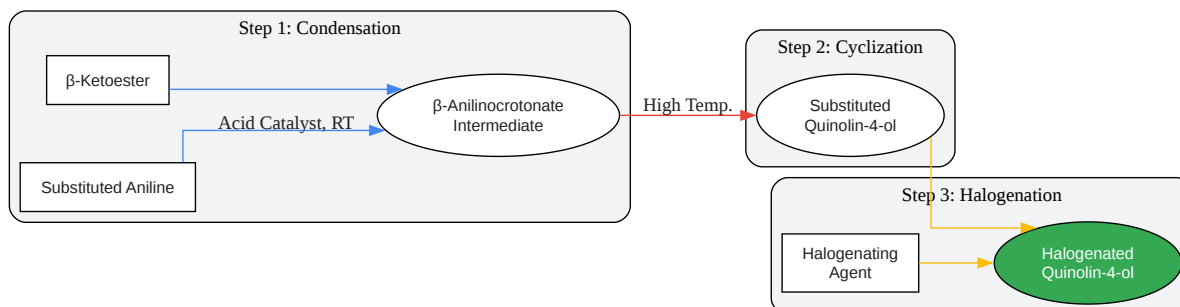 Step 1: Condensation
β-Ketoester
Acid Catalyst, RT
Substituted Aniline
β-Anilinocrotonate
Intermediate
High Temp.
Step 2: Cyclization
Substituted
Quinolin-4-ol
Step 3: Halogenation
Halogenating
Agent
Halogenated
Quinolin-4-ol